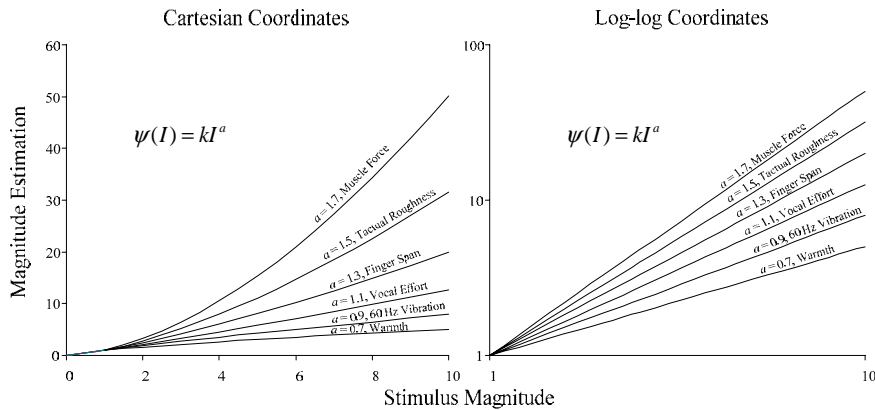 Cartesian Coordinates
Log-log Coordinates
Magnitude Estimation
60
50
40
30
20
10
0
ψ(I) = kI^a
a = 1.7, Muscle Force
a = 1.5, Tactual Roughness
a = 1.3, Finger Span
a = 1.1, Vocal Effort
a = 0.9, 60 Hz Vibration
a = 0.7, Warmth
0 2 4 6 8 10
100
10
1
ψ(I) = kI^a
a = 1.7, Muscle Force
a = 1.5, Tactual Roughness
a = 1.3, Finger Span
a = 1.1, Vocal Effort
a = 0.9, 60 Hz Vibration
a = 0.7, Warmth
1 10
Stimulus Magnitude